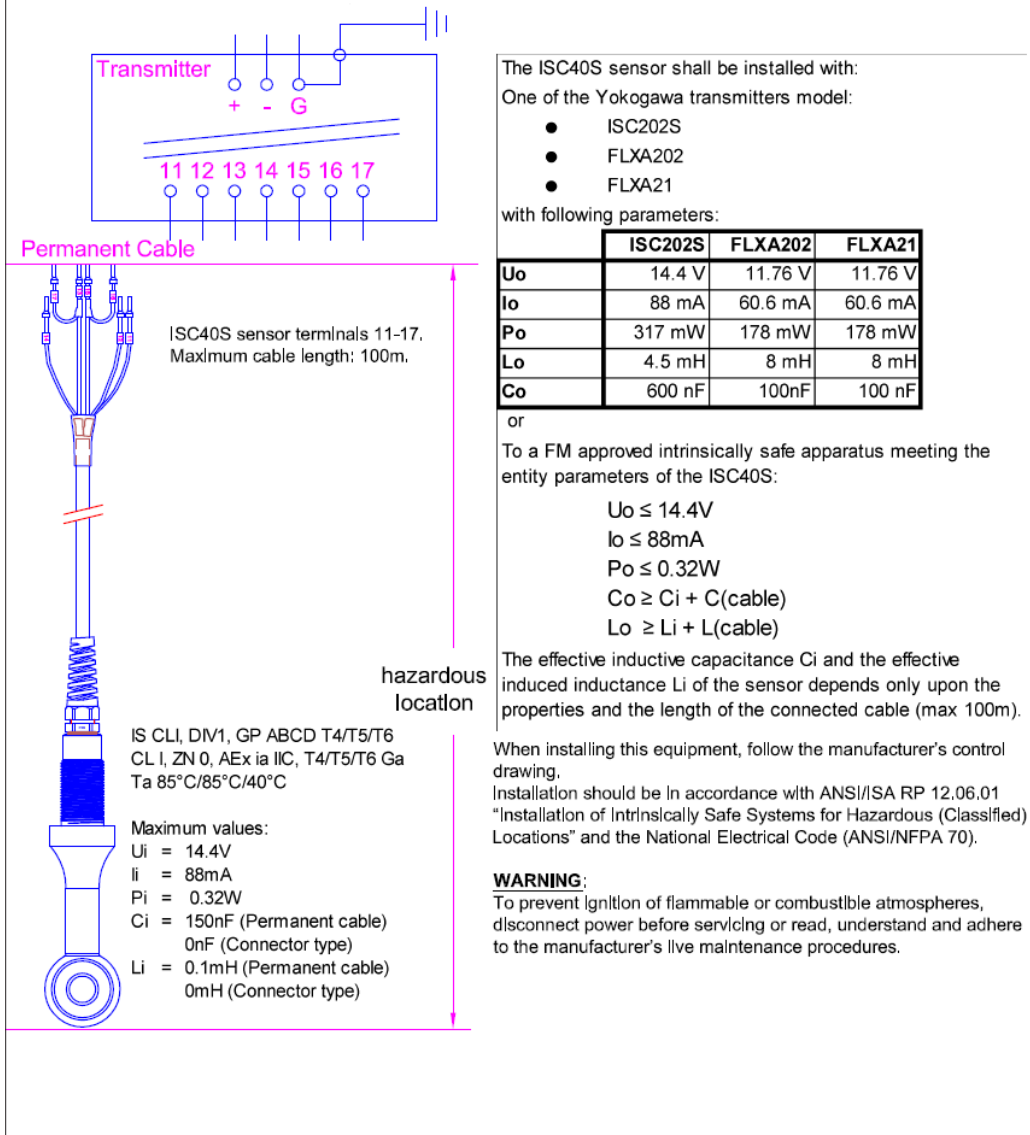 Transmitter
+ - G
11 12 13 14 15 16 17
Permanent Cable
ISC40S sensor terminals 11-17.
Maximum cable length: 100m.
hazardous
location
IS CLI, DIV1, GP ABCD T4/T5/T6
CL I, ZN 0, AEx ia IIC, T4/T5/T6 Ga
Ta 85°C/85°C/40°C
Maximum values:
Ui = 14.4V
Ii = 88mA
Pi = 0.32W
Ci = 150nF (Permanent cable)
0nF (Connector type)
Li = 0.1mH (Permanent cable)
0mH (Connector type)
The ISC40S sensor shall be installed with:
One of the Yokogawa transmitters model:
● ISC202S
● FLXA202
● FLXA21
with following parameters:
ISC202S FLXA202 FLXA21
Uo 14.4 V 11.76 V 11.76 V
Io 88 mA 60.6 mA 60.6 mA
Po 317 mW 178 mW 178 mW
Lo 4.5 mH 8 mH 8 mH
Co 600 nF 100nF 100 nF
or
To a FM approved intrinsically safe apparatus meeting the
entity parameters of the ISC40S:
Uo ≤ 14.4V
Io ≤ 88mA
Po ≤ 0.32W
Co ≥ Ci + C(cable)
Lo ≥ Li + L(cable)
The effective inductive capacitance Ci and the effective
induced inductance Li of the sensor depends only upon the
properties and the length of the connected cable (max 100m).
When installing this equipment, follow the manufacturer's control
drawing.
Installation should be in accordance with ANSI/ISA RP 12.06.01
"Installation of Intrinsically Safe Systems for Hazardous (Classified)
Locations" and the National Electrical Code (ANSI/NFPA 70).
WARNING:
To prevent ignition of flammable or combustible atmospheres,
disconnect power before servicing or read, understand and adhere
to the manufacturer's live maintenance procedures.